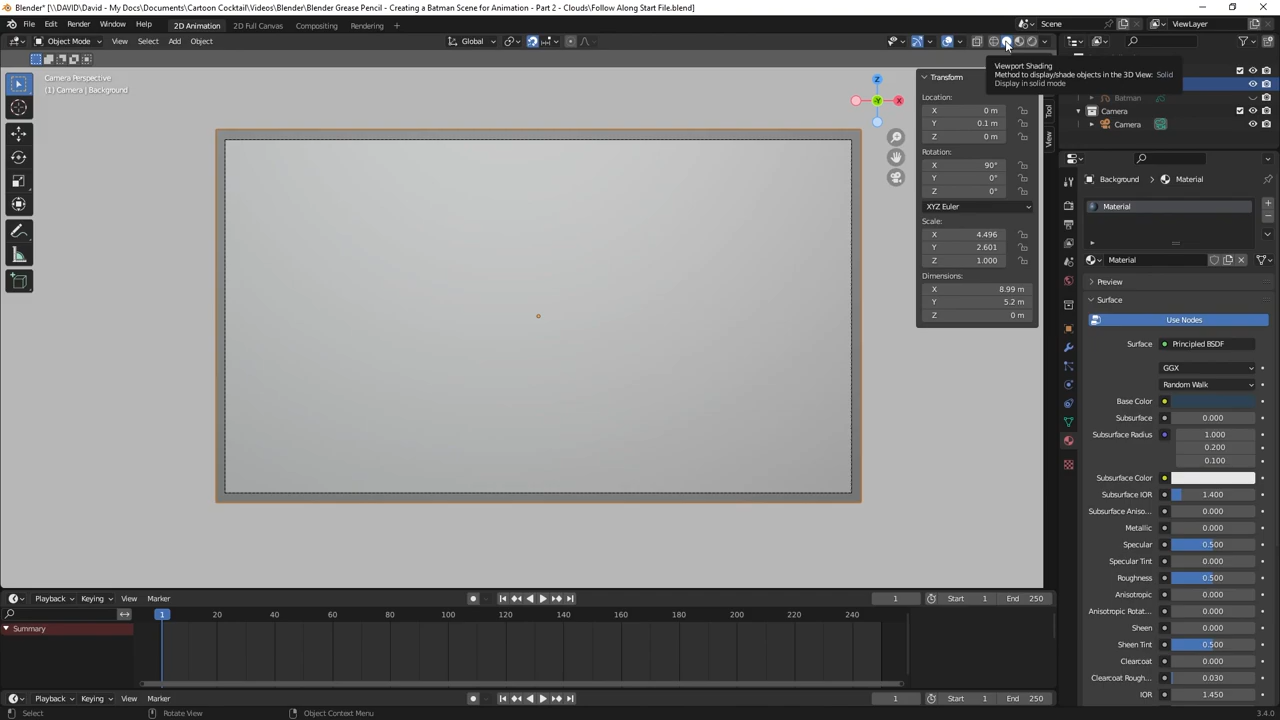 Blender* [\\DAVID\David - My Docs\Documents\Cartoon Cocktail\Videos\Blender\Blender Grease Pencil - Creating a Batman Scene for Animation - Part 2 - Clouds\Follow Along Start File.blend]
File Edit Render Window Help 2D Animation 2D Full Canvas Compositing Rendering Scene ViewLayer
Object Mode View Select Add Object Global
Camera Perspective
(1) Camera | Background
Viewport Shading
Method to display/shade objects in the 3D View: Solid
Display in solid mode
Batman
Camera
Camera
Z
-Y
X
Transform
Location:
X 0 m
Y 0.1 m
Z 0 m
Rotation:
X 90°
Y 0°
Z 0°
XYZ Euler
Scale:
X 4.496
Y 2.601
Z 1.000
Dimensions:
X 8.99 m
Y 5.2 m
Z 0 m
Tool
View
Background Material
Material
Material
Preview
Surface
Use Nodes
Surface Principled BSDF
GGX
Random Walk
Base Color
Subsurface 0.000
Subsurface Radius 1.000
0.200
0.100
Subsurface Color
Subsurface IOR 1.400
Subsurface Aniso... 0.000
Metallic 0.000
Specular 0.500
Specular Tint 0.000
Roughness 0.500
Anisotropic 0.000
Anisotropic Rotat... 0.000
Sheen 0.000
Sheen Tint 0.500
Clearcoat 0.000
Clearcoat Rough... 0.030
IOR 1.450
Playback Keying View Marker 1 Start 1 End 250
1 20 40 60 80 100 120 140 160 180 200 220 240
Summary
Playback Keying View Marker 1 Start 1 End 250
Select Rotate View Object Context Menu 3.4.0